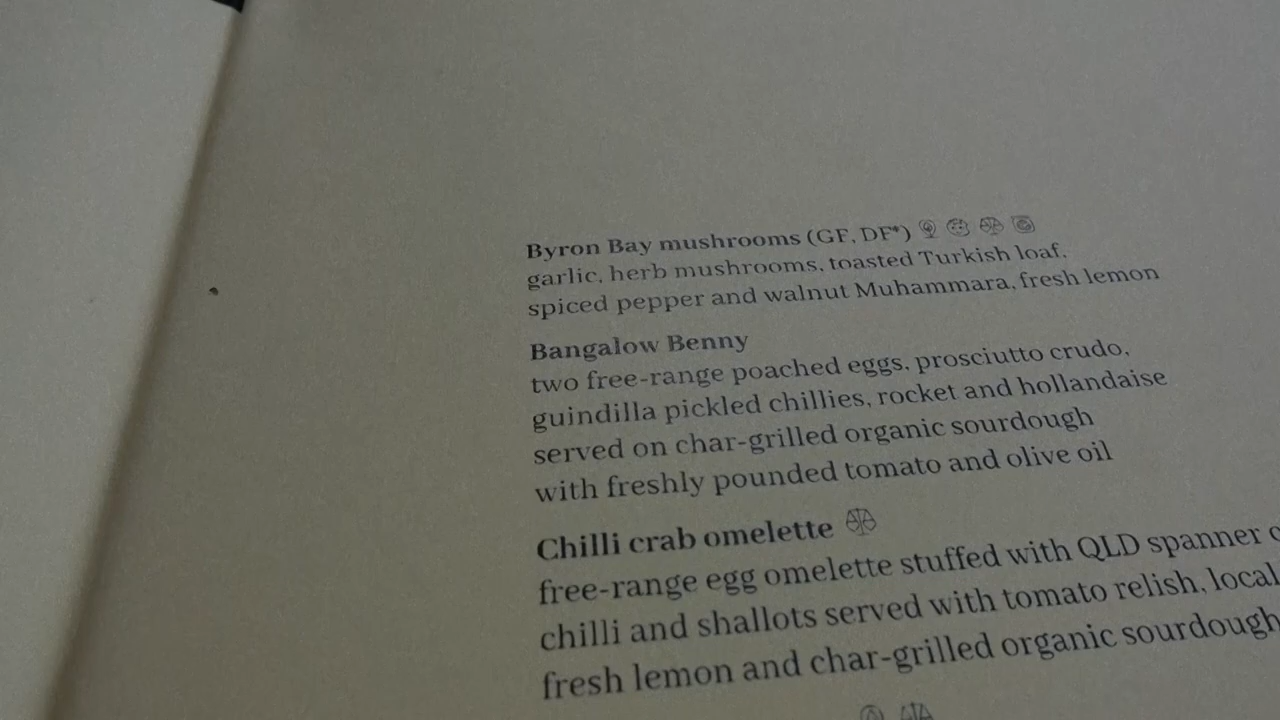 Byron Bay mushrooms (GF, DF*)
garlic, herb mushrooms, toasted Turkish loaf,
spiced pepper and walnut Muhammara, fresh lemon
Bangalow Benny
two free-range poached eggs, prosciutto crudo,
guindilla pickled chillies, rocket and hollandaise
served on char-grilled organic sourdough
with freshly pounded tomato and olive oil
Chilli crab omelette
free-range egg omelette stuffed with QLD spanner
chilli and shallots served with tomato relish, local
fresh lemon and char-grilled organic sourdough